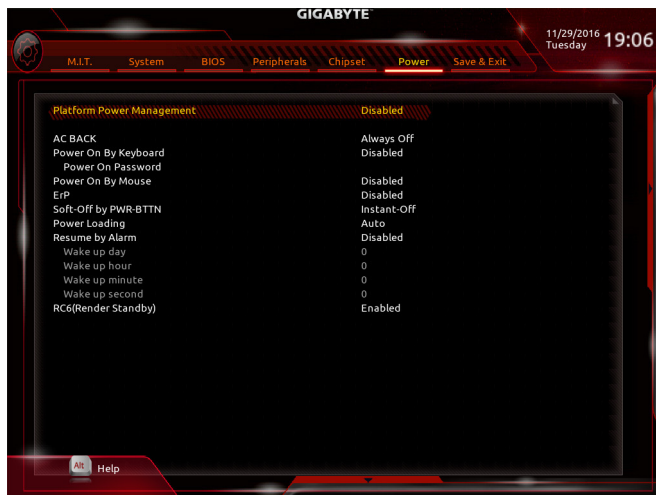 GIGABYTE
11/29/2016 19:06
Tuesday
M.I.T. System BIOS Peripherals Chipset Power Save & Exit
Platform Power Management Disabled
AC BACK Always Off
Power On By Keyboard Disabled
Power On Password
Power On By Mouse Disabled
ErP Disabled
Soft-Off by PWR-BTTN Instant-Off
Power Loading Auto
Resume by Alarm Disabled
Wake up day 0
Wake up hour 0
Wake up minute 0
Wake up second 0
RC6(Render Standby) Enabled
Alt Help